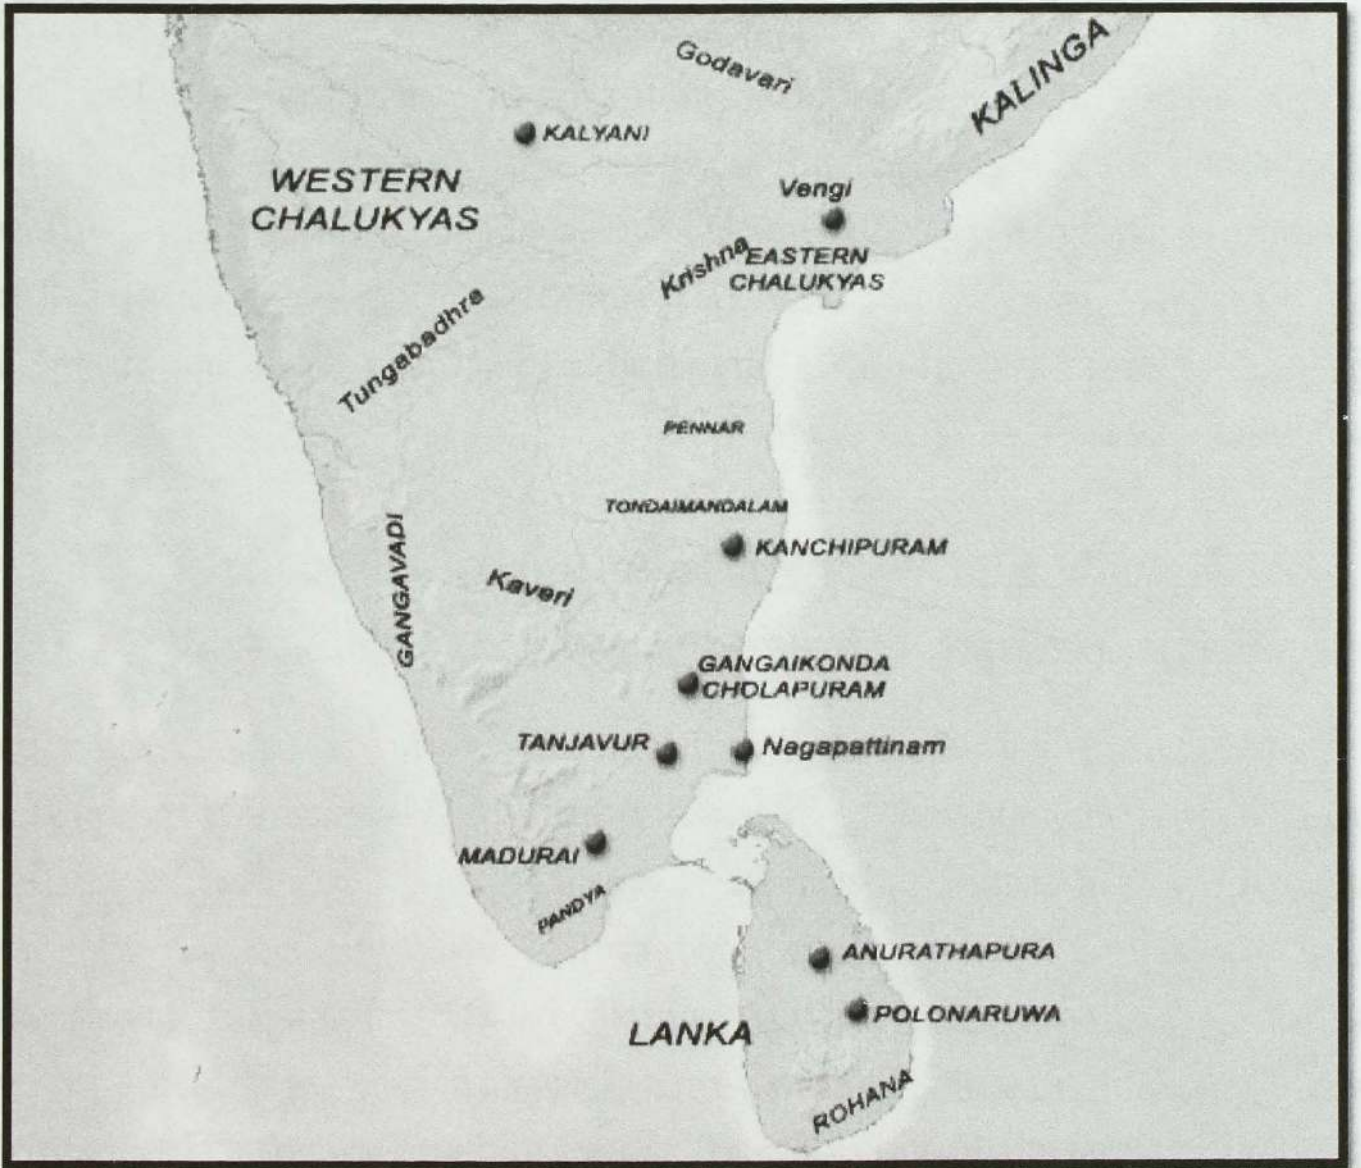 Godavari
KALINGA
KALYANI
WESTERN
CHALUKYAS
Vengi
Krishna
EASTERN
CHALUKYAS
Tungabadhra
PENNAR
TONDAIMANDALAM
KANCHIPURAM
GANGAVADI
Kaveri
GANGAIKONDA
CHOLAPURAM
TANJAVUR
Nagapattinam
MADURAI
PANDYA
ANURATHAPURA
POLONARUWA
LANKA
ROHANA